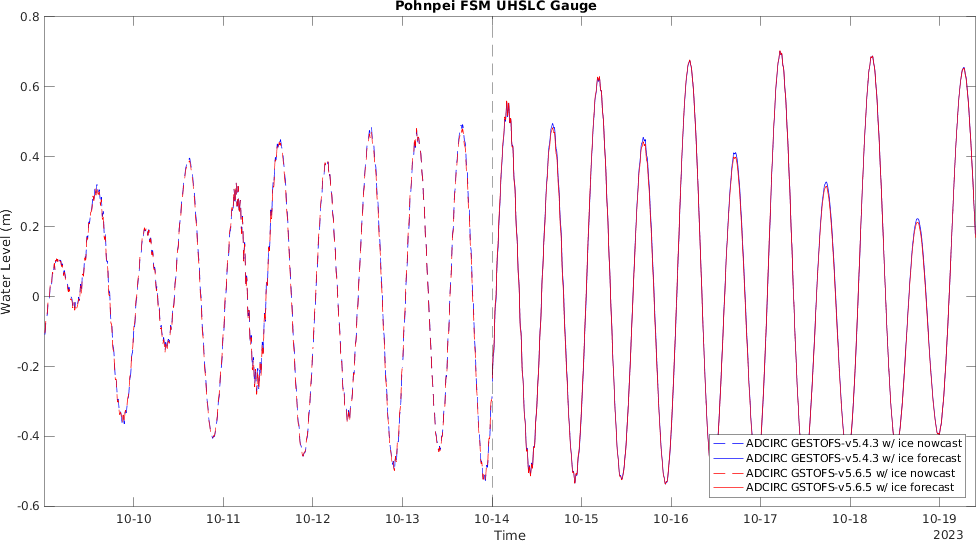 Pohnpei FSM UHSLC Gauge
0.8
0.6
0.4
0.2
0
-0.2
-0.4
-0.6
Water Level (m)
ADCIRC GESTOFS-v5.4.3 w/ ice nowcast
ADCIRC GESTOFS-v5.4.3 w/ ice forecast
ADCIRC GSTOFS-v5.6.5 w/ ice nowcast
ADCIRC GSTOFS-v5.6.5 w/ ice forecast
10-10 10-11 10-12 10-13 10-14 10-15 10-16 10-17 10-18 10-19
Time
2023